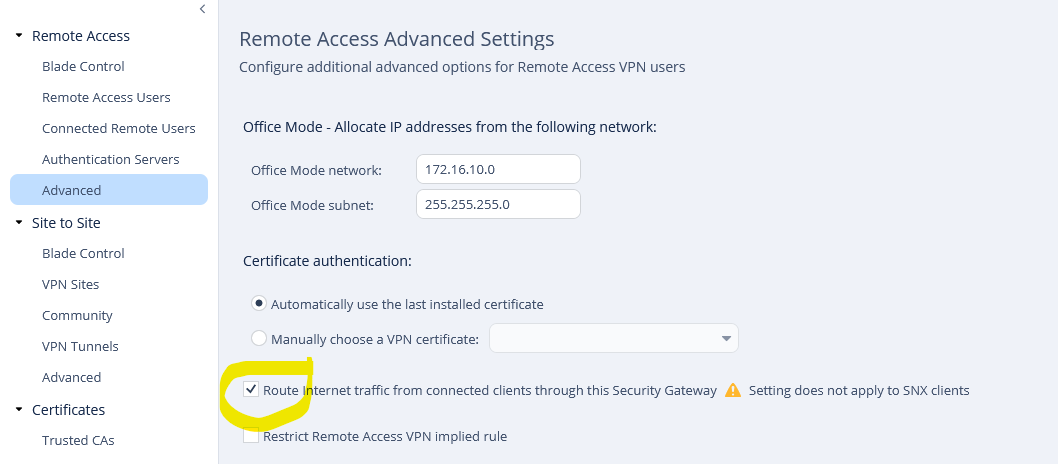 Remote Access
Blade Control
Remote Access Users
Connected Remote Users
Authentication Servers
Advanced
Site to Site
Blade Control
VPN Sites
Community
VPN Tunnels
Advanced
Certificates
Trusted CAs
Remote Access Advanced Settings
Configure additional advanced options for Remote Access VPN users
Office Mode - Allocate IP addresses from the following network:
Office Mode network: 172.16.10.0
Office Mode subnet: 255.255.255.0
Certificate authentication:
Automatically use the last installed certificate
Manually choose a VPN certificate:
Route Internet traffic from connected clients through this Security Gateway Setting does not apply to SNX clients
Restrict Remote Access VPN implied rule